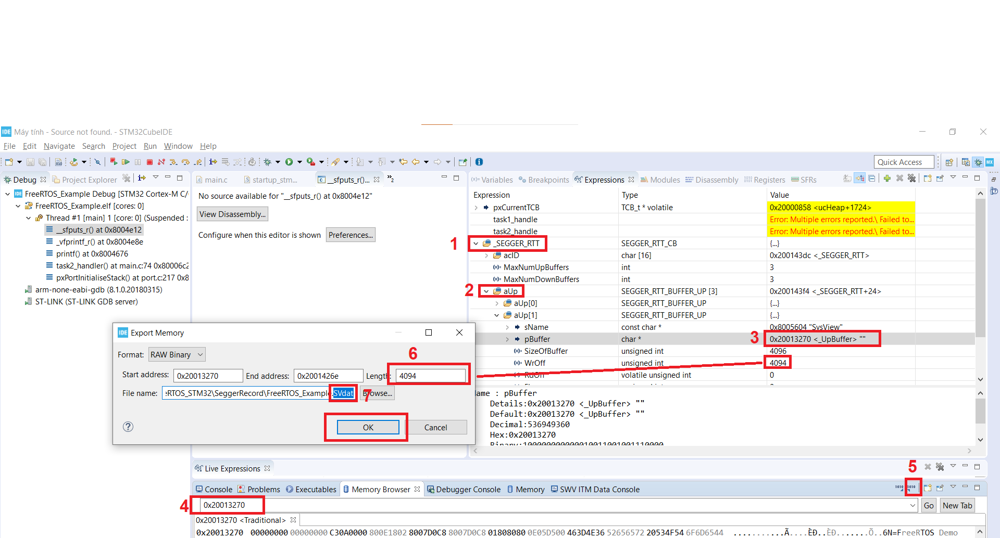 IDE Máy tính - Source not found. - STM32CubeIDE
File Edit Navigate Search Project Run Window Help
Quick Access
Debug Project Explorer
FreeRTOS_Example Debug [STM32 Cortex-M C/
FreeRTOS_Example.elf [cores: 0]
Thread #1 [main] 1 [core: 0] (Suspended :
__sfputs_r() at 0x8004e12
_vfprintf_r() at 0x8004e8e
printf() at 0x8004676
task2_handler() at main.c:74 0x80006c2
pxPortInitialiseStack() at port.c:217 0x8
arm-none-eabi-gdb (8.1.0.20180315)
ST-LINK (ST-LINK GDB server)
main.c startup_stm... __sfputs_r()... »2
No source available for "__sfputs_r() at 0x8004e12"
View Disassembly...
Configure when this editor is shown Preferences...
Variables Breakpoints Expressions Modules Disassembly Registers SFRs
Expression Type Value
pxCurrentTCB TCB_t * volatile 0x20000858 <ucHeap+1724>
task1_handle Error: Multiple errors reported.\ Failed to...
task2_handle Error: Multiple errors reported.\ Failed to...
1 _SEGGER_RTT SEGGER_RTT_CB {...}
acID char [16] 0x200143dc <_SEGGER_RTT>
MaxNumUpBuffers int 3
MaxNumDownBuffers int 3
2 aUp SEGGER_RTT_BUFFER_UP [3] 0x200143f4 <_SEGGER_RTT+24>
aUp[0] SEGGER_RTT_BUFFER_UP {...}
aUp[1] SEGGER_RTT_BUFFER_UP {...}
sName const char * 0x8005604 "SysView"
pBuffer char * 3 0x20013270 <_UpBuffer> ""
SizeOfBuffer unsigned int 4096
WrOff unsigned int 4094
RdOff volatile unsigned int 0
Name : pBuffer
Details:0x20013270 <_UpBuffer> ""
Default:0x20013270 <_UpBuffer> ""
Decimal:536949360
Hex:0x20013270
Binary:100000000000010011001001110000
IDE Export Memory
Format: RAW Binary 6
Start address: 0x20013270 End address: 0x2001426e Length: 4094
File name: :RTOS_STM32\SeggerRecord\FreeRTOS_Example.SVdat 7 Browse...
OK Cancel
Live Expressions 5
Console Problems Executables Memory Browser Debugger Console Memory SWV ITM Data Console
4 0x20013270 Go New Tab
0x20013270 <Traditional>
0x20013270 00000000 00000000 C30A0000 800E1802 8007D0C8 8007D0C8 01808080 0E05D500 463D4E36 52656572 20534F54 6F6D6544 ..........Ã....ÈÐ..ÈÐ.......Õ..6N=FreeRTOS Demo